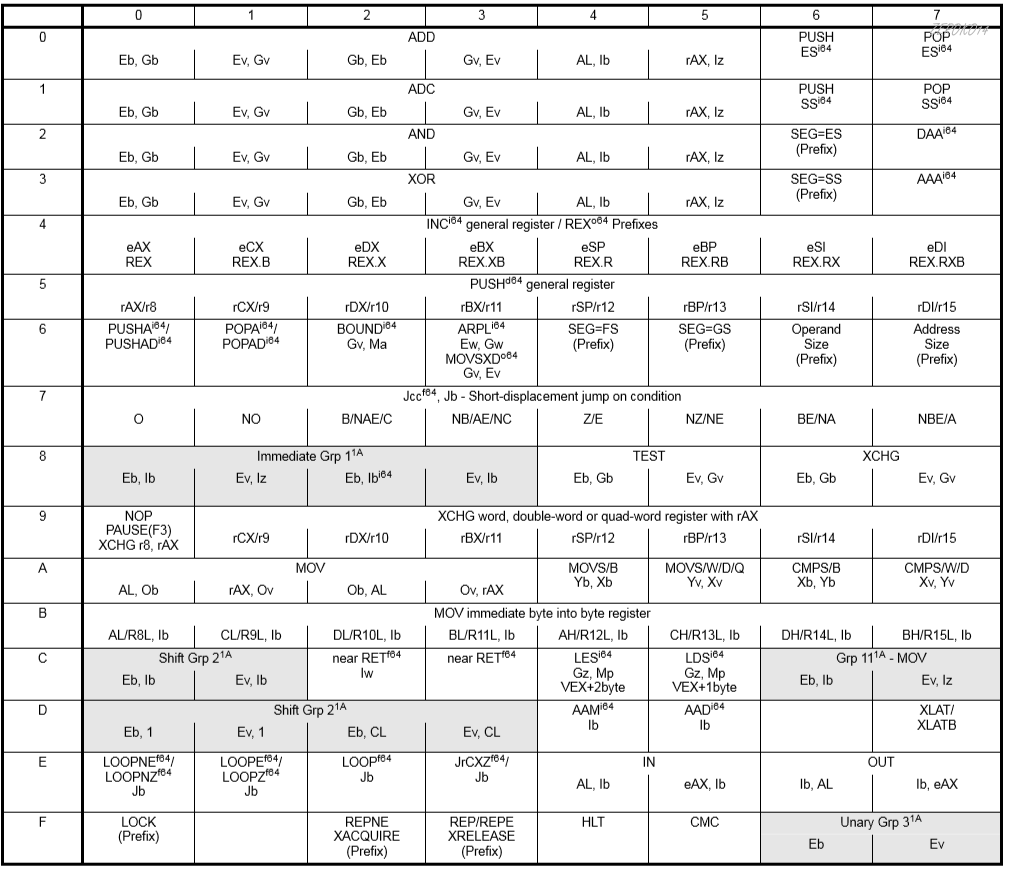 0 1 2 3 4 5 6 7
0 ADD PUSH ES^i64 POP ES^i64
Eb, Gb Ev, Gv Gb, Eb Gv, Ev AL, Ib rAX, Iz
1 ADC PUSH SS^i64 POP SS^i64
Eb, Gb Ev, Gv Gb, Eb Gv, Ev AL, Ib rAX, Iz
2 AND SEG=ES (Prefix) DAA^i64
Eb, Gb Ev, Gv Gb, Eb Gv, Ev AL, Ib rAX, Iz
3 XOR SEG=SS (Prefix) AAA^i64
Eb, Gb Ev, Gv Gb, Eb Gv, Ev AL, Ib rAX, Iz
4 INC^i64 general register / REX^o64 Prefixes
eAX eCX eDX eBX eSP eBP eSI eDI
REX REX.B REX.X REX.XB REX.R REX.RB REX.RX REX.RXB
5 PUSH^d64 general register
rAX/r8 rCX/r9 rDX/r10 rBX/r11 rSP/r12 rBP/r13 rSI/r14 rDI/r15
6 PUSHA^i64/ POPA^i64/ BOUND^i64 ARPL^i64 SEG=FS SEG=GS Operand Address
PUSHAD^i64 POPAD^i64 Gv, Ma Ew, Gw (Prefix) (Prefix) Size Size
MOVSXD^o64 (Prefix) (Prefix)
Gv, Ev
7 Jcc^f64, Jb - Short-displacement jump on condition
O NO B/NAE/C NB/AE/NC Z/E NZ/NE BE/NA NBE/A
8 Immediate Grp 1^1A TEST XCHG
Eb, Ib Ev, Iz Eb, Ib^i64 Ev, Ib Eb, Gb Ev, Gv Eb, Gb Ev, Gv
9 NOP XCHG word, double-word or quad-word register with rAX
PAUSE(F3)
XCHG r8, rAX rCX/r9 rDX/r10 rBX/r11 rSP/r12 rBP/r13 rSI/r14 rDI/r15
A MOV MOVS/B MOVS/W/D/Q CMPS/B CMPS/W/D
Yb, Xb Yv, Xv Xb, Yb Xv, Yv
AL, Ob rAX, Ov Ob, AL Ov, rAX
B MOV immediate byte into byte register
AL/R8L, Ib CL/R9L, Ib DL/R10L, Ib BL/R11L, Ib AH/R12L, Ib CH/R13L, Ib DH/R14L, Ib BH/R15L, Ib
C Shift Grp 2^1A near RET^f64 near RET^f64 LES^i64 LDS^i64 Grp 11^1A - MOV
Eb, Ib Ev, Ib Iw Gz, Mp Gz, Mp Eb, Ib Ev, Iz
VEX+2byte VEX+1byte
D Shift Grp 2^1A AAM^i64 AAD^i64 XLAT/
Ib Ib XLATB
Eb, 1 Ev, 1 Eb, CL Ev, CL
E LOOPNE^f64/ LOOPE^f64/ LOOP^f64 JrCXZ^f64/ IN OUT
LOOPNZ^f64 LOOPZ^f64 Jb Jb
Jb Jb AL, Ib eAX, Ib Ib, AL Ib, eAX
F LOCK REPNE REP/REPE HLT CMC Unary Grp 3^1A
(Prefix) XACQUIRE XRELEASE
(Prefix) (Prefix) Eb Ev